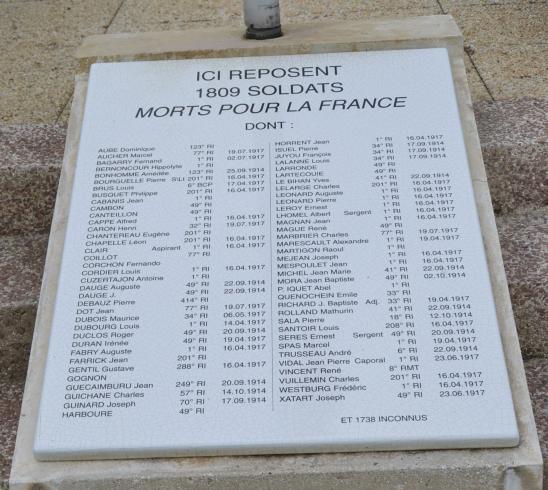 ICI REPOSENT
1809 SOLDATS
MORTS POUR LA FRANCE
DONT :
AUBE Dominique 123° RI
AUCHER Marcel 77° RI 19.07.1917
BAGARRY Fernand 1° RI 02.07.1917
BERNONCOUR Hippolyte 1° RI
BONHOMME Amédée 123° RI 25.09.1914
BOURGUELLE Pierre S\Lt 201° RI 16.04.1917
BRUS Louis 6° BCP 17.04.1917
BUSQUET Philippe 201° RI 16.04.1917
CABANIS Jean 1° RI
CAMBON 49° RI
CANTEILLON 49° RI
CAPPE Alfred 1° RI 16.04.1917
CARON Henri 32° RI 19.07.1917
CHANTEREAU Eugène 201° RI
CHAPELLE Léon 201° RI 16.04.1917
CLAIR Aspirant 1° RI 16.04.1917
COILLOT 77° RI
CORCHON Fernando
CORDIER Louis 1° RI 16.04.1917
CUZERTAJON Antoine 1° RI
DAUGE Auguste 49° RI 22.09.1914
DAUGE J. 49° RI 22.09.1914
DEBAUZ Pierre 414° RI
DOT Jean 77° RI 19.07.1917
DUBOIS Maurice 34° RI 06.05.1917
DUBOURG Louis 1° RI 14.04.1917
DUCLOS Roger 49° RI 20.09.1914
DURAN Irénée 49° RI 19.04.1917
FABRY Auguste 1° RI 16.04.1917
FARRICK Jean 201° RI
GENTIL Gustave 288° RI 16.04.1917
GOGNON
GUECAIMBURU Jean 249° RI 20.09.1914
GUICHANE Charles 57° RI 14.10.1914
GUINARD Joseph 70° RI 17.09.1914
HARBOURE 49° RI
HORRENT Jean 1° RI 16.04.1917
ISUEL Pierre 34° RI 17.09.1914
JUYOU François 34° RI 17.09.1914
LALANNE Louis 34° RI 17.09.1914
LARRONDE 49° RI
LARTECOUIE 49° RI
LE BIHAN Yves 41° RI 22.09.1914
LELARGE Charles 201° RI 16.04.1917
LEONARD Auguste 1° RI 16.04.1917
LEONARD Pierre 1° RI 16.04.1917
LEROY Ernest 1° RI 16.04.1917
LHOMEL Albert Sergent 1° RI 16.04.1917
MAGNAN Jean 1° RI 16.04.1917
MAGUE René 49° RI
MARBRIER Charles 77° RI 19.07.1917
MARESCAULT Alexandre 1° RI 19.04.1917
MARTIGON Raoul 1° RI
MEJEAN Joseph 1° RI 16.04.1917
MESPOULET Jean 1° RI 16.04.1917
MICHEL Jean Marie 41° RI 22.09.1914
MORA Jean Baptiste 49° RI 02.10.1914
P. IQUET Abel 1° RI
QUENOCHEIN Emile 33° RI
RICHARD J. Baptiste Adj. 33° RI 19.04.1917
ROLLAND Mathurin 41° RI 22.09.1914
SALA Pierre 18° RI 12.10.1914
SANTOIR Louis 208° RI 16.04.1917
SERES Ernest Sergent 49° RI 20.09.1914
SPAS Marcel 1° RI 19.04.1917
TRUSSEAU André 6° RI 22.09.1914
VIDAL Jean Pierre Caporal 1° RI 23.06.1917
VINCENT René 8° RMT
VUILLEMIN Charles 201° RI 16.04.1917
WESTBURG Frédéric 1° RI 16.04.1917
XATART Joseph 49° RI 23.06.1917
ET 1738 INCONNUS